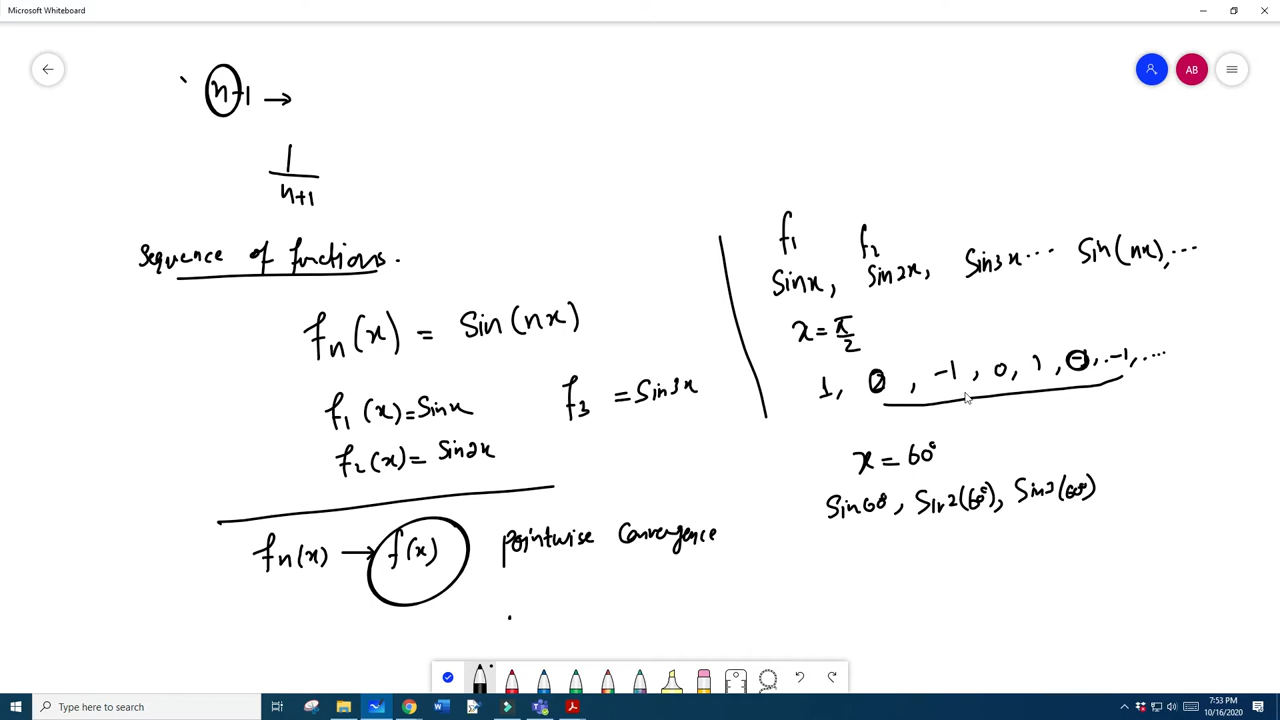 Microsoft Whiteboard
AB
n-1 →
1
n+1
Sequence of functions.
fn(x) = Sin(nx)
f1(x)=Sinx
f3 =Sin3x
f2(x)= Sin2x
fn(x) → f(x) pointwise Convergence
f1 f2
Sinx, Sin2x, Sin3x... Sin(nx),...
x = π/2
1, 0, -1, 0, 1, 0, -1, ...
x = 60°
Sin60°, Sin2(60°), Sin3(60°)
Type here to search
7:53 PM
10/16/2020